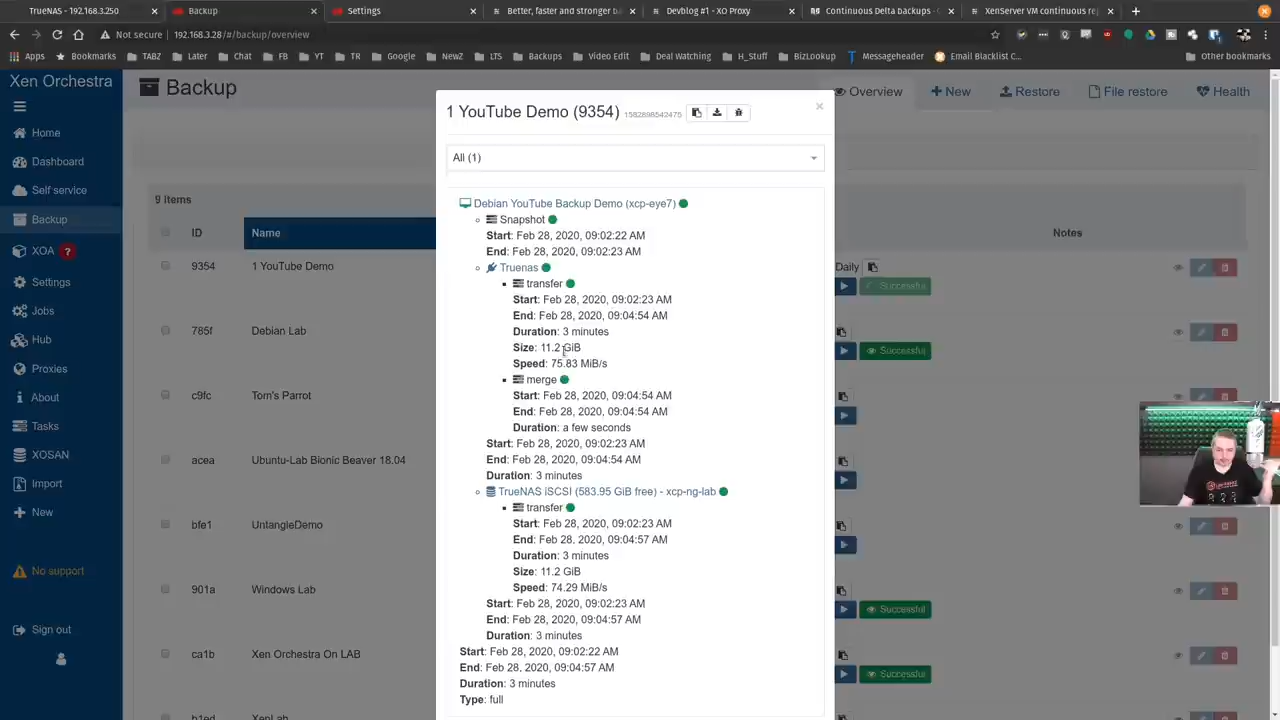 TrueNAS - 192.168.3.250
Backup
Settings
Better, faster and stronger ba
Devblog #1 - XO Proxy
Continuous Delta backups -
XenServer VM continuous rep
Not secure
192.168.3.28/#/backup/overview
Apps
Bookmarks
TABZ
Later
Chat
FB
YT
TR
Google
NewZ
LTS
Backups
Video Edit
Deal Watching
H_Stuff
BizLookup
Messageheader
Email Blacklist C...
Other bookmarks
Xen Orchestra
Home
Dashboard
Self service
Backup
XOA ?
Settings
Jobs
Hub
Proxies
About
Tasks
XOSAN
Import
New
No support
Sign out
Backup
Overview
New
Restore
File restore
Health
9 items
ID
Name
Notes
9354
1 YouTube Demo
Daily
Successful
785f
Debian Lab
Successful
c9fc
Tom's Parrot
acea
Ubuntu-Lab Bionic Beaver 18.04
bfe1
UntangleDemo
901a
Windows Lab
Successful
ca1b
Xen Orchestra On LAB
Successful
b1ed
XenLab
1 YouTube Demo (9354) 1582898542475
All (1)
Debian YouTube Backup Demo (xcp-eye7)
Snapshot
Start: Feb 28, 2020, 09:02:22 AM
End: Feb 28, 2020, 09:02:23 AM
Truenas
transfer
Start: Feb 28, 2020, 09:02:23 AM
End: Feb 28, 2020, 09:04:54 AM
Duration: 3 minutes
Size: 11.2 GiB
Speed: 75.83 MiB/s
merge
Start: Feb 28, 2020, 09:04:54 AM
End: Feb 28, 2020, 09:04:54 AM
Duration: a few seconds
Start: Feb 28, 2020, 09:02:23 AM
End: Feb 28, 2020, 09:04:54 AM
Duration: 3 minutes
TrueNAS iSCSI (583.95 GiB free) - xcp-ng-lab
transfer
Start: Feb 28, 2020, 09:02:23 AM
End: Feb 28, 2020, 09:04:57 AM
Duration: 3 minutes
Size: 11.2 GiB
Speed: 74.29 MiB/s
Start: Feb 28, 2020, 09:02:23 AM
End: Feb 28, 2020, 09:04:57 AM
Duration: 3 minutes
Start: Feb 28, 2020, 09:02:22 AM
End: Feb 28, 2020, 09:04:57 AM
Duration: 3 minutes
Type: full